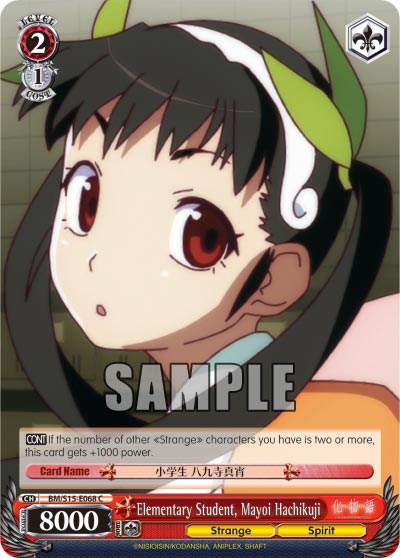 LEVEL
2
1
COST
SAMPLE
CONT If the number of other «Strange» characters you have is two or more,
this card gets +1000 power.
Card Name 小学生 八九寺真宵
CH BM/S15-E068 C
Elementary Student, Mayoi Hachikuji
化物語
POWER 8000
Strange Spirit
©NISIOISIN/KODANSHA, ANIPLEX, SHAFT